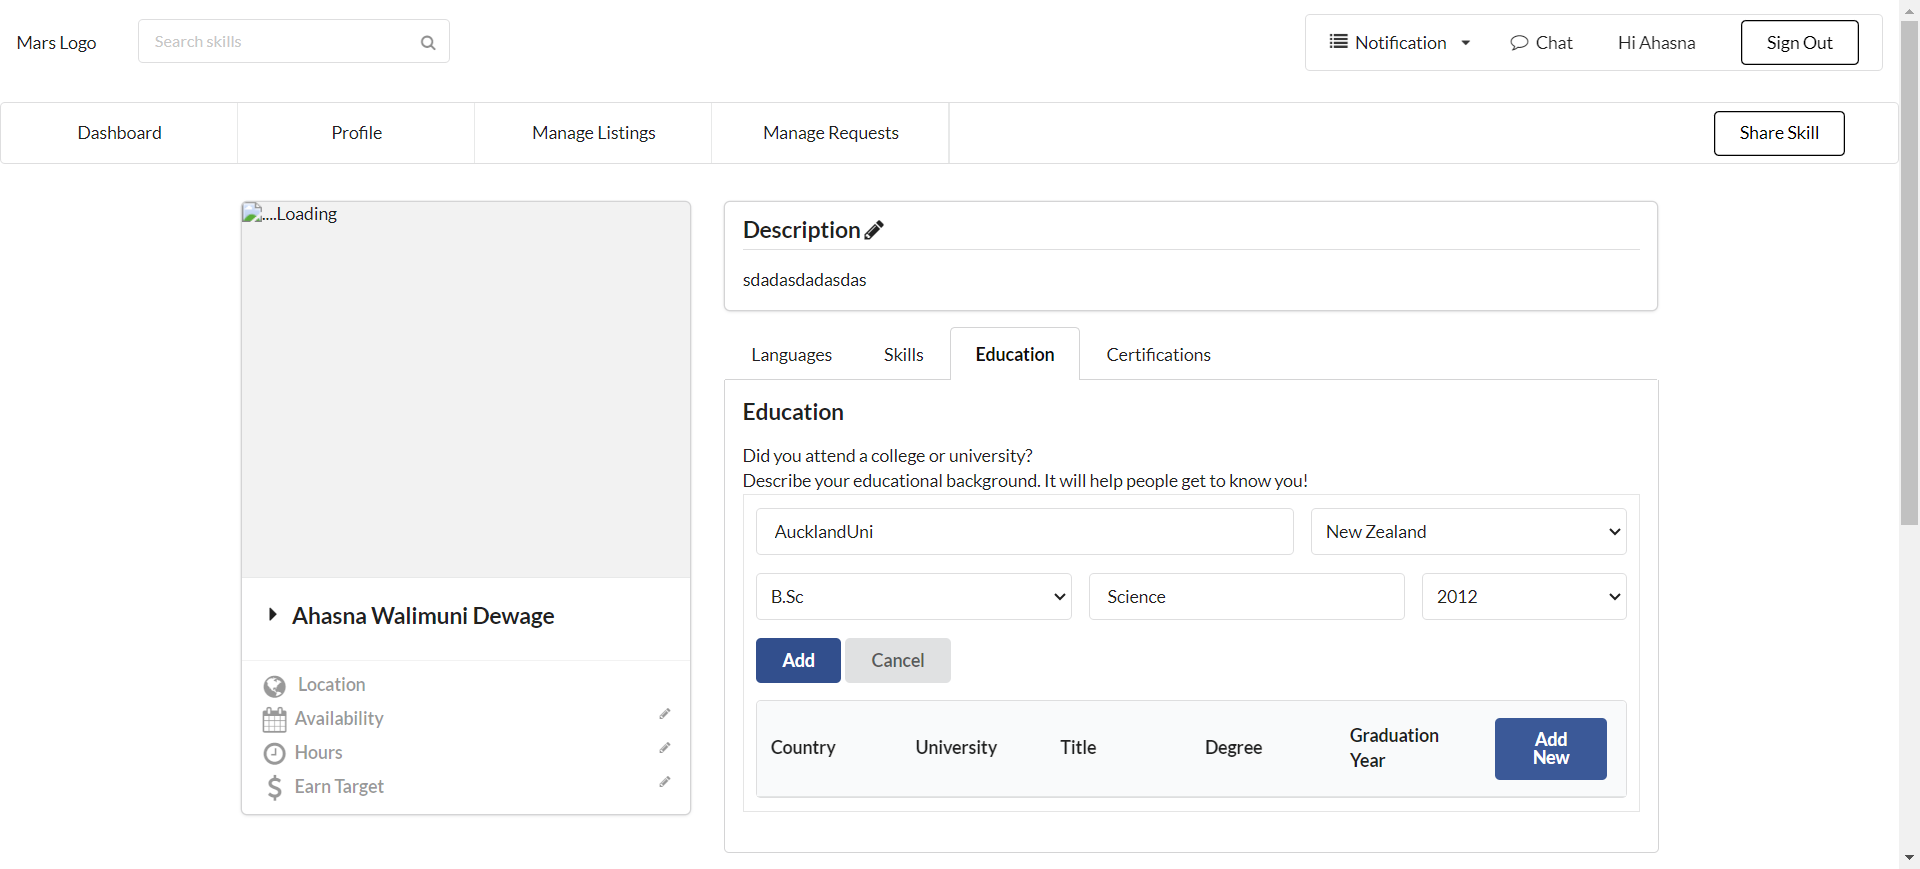 Mars Logo
Search skills
Notification
Chat
Hi Ahasna
Sign Out
Dashboard
Profile
Manage Listings
Manage Requests
Share Skill
....Loading
Ahasna Walimuni Dewage
Location
Availability
Hours
Earn Target
Description
sdadasdadasdas
Languages
Skills
Education
Certifications
Education
Did you attend a college or university?
Describe your educational background. It will help people get to know you!
AucklandUni
New Zealand
B.Sc
Science
2012
Add
Cancel
Country
University
Title
Degree
Graduation
Year
Add
New